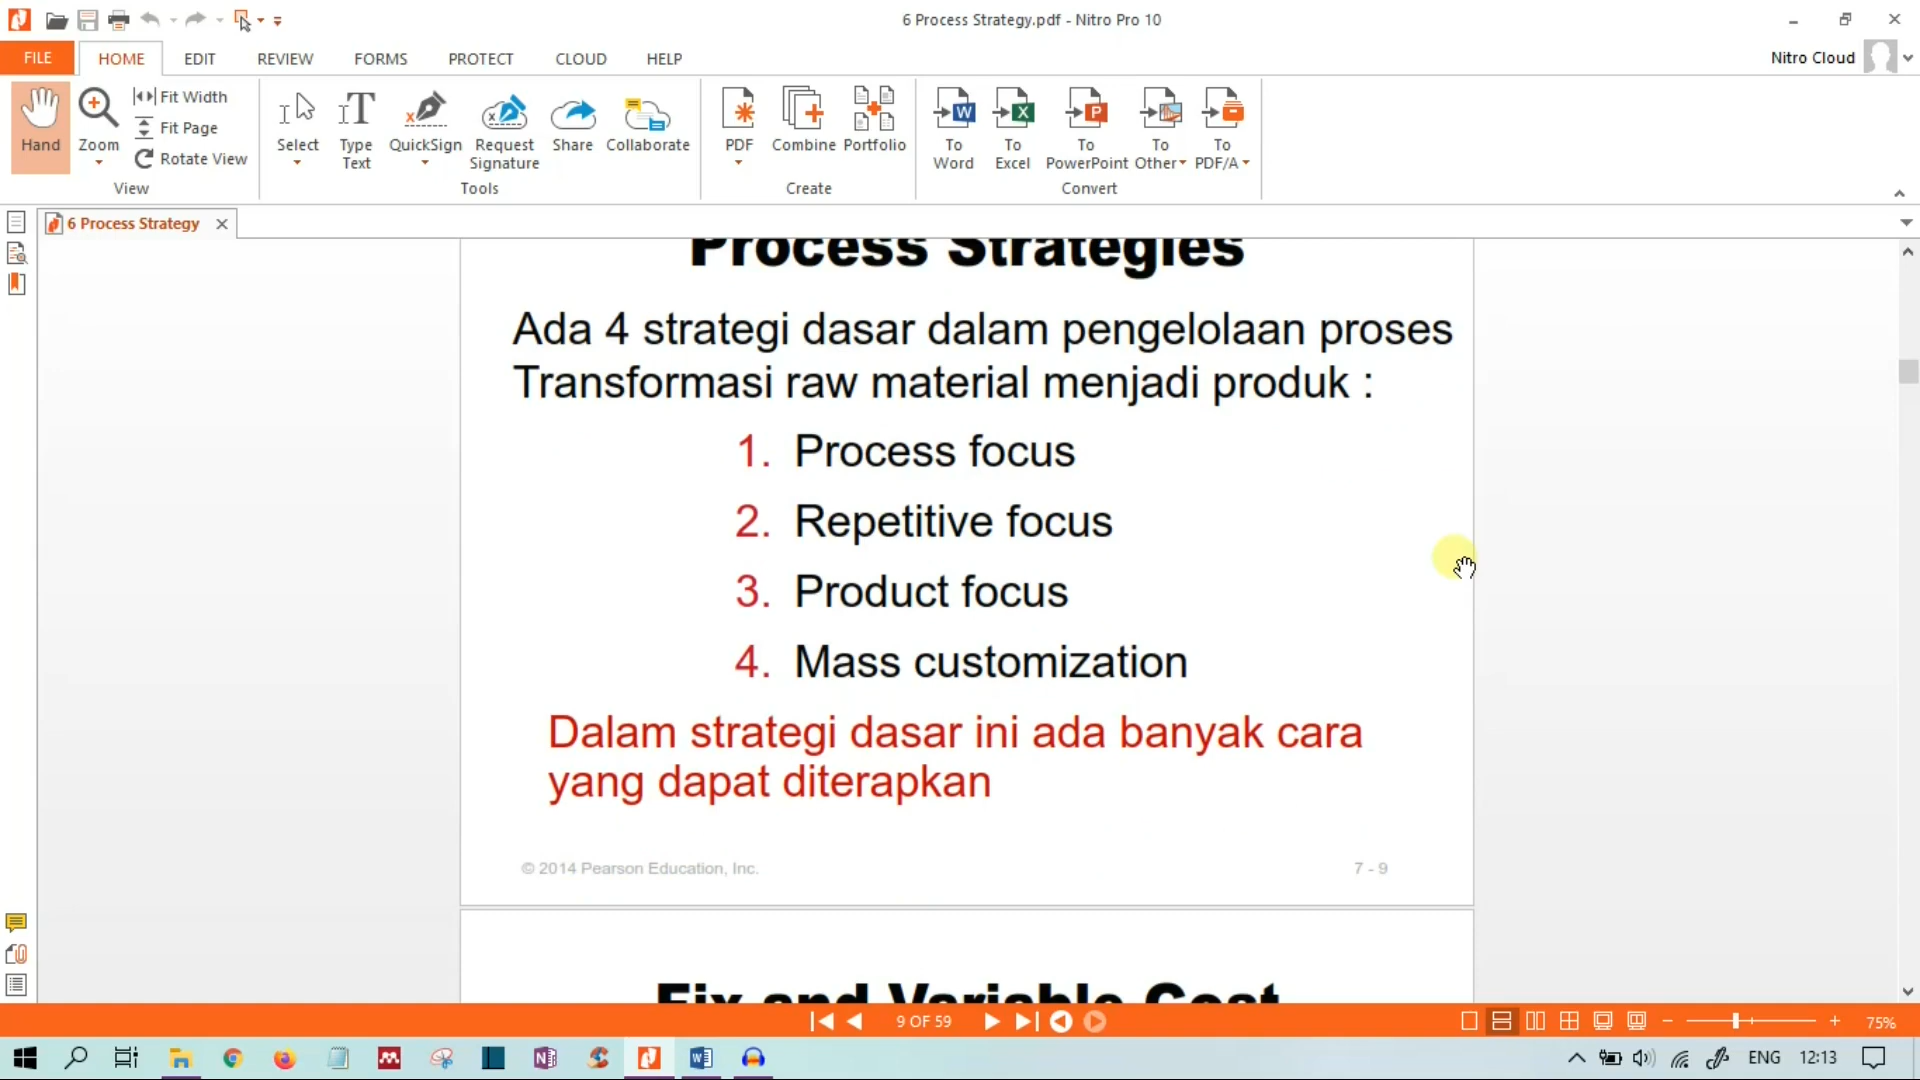 6 Process Strategy.pdf - Nitro Pro 10
FILE
HOME
EDIT
REVIEW
FORMS
PROTECT
CLOUD
HELP
Nitro Cloud
Hand
Zoom
Fit Width
Fit Page
Rotate View
View
Select
Type
Text
QuickSign
Request
Signature
Share
Collaborate
Tools
PDF
Combine
Portfolio
Create
To
Word
To
Excel
To
PowerPoint
To
Other
To
PDF/A
Convert
6 Process Strategy
Process Strategies
Ada 4 strategi dasar dalam pengelolaan proses
Transformasi raw material menjadi produk :
1. Process focus
2. Repetitive focus
3. Product focus
4. Mass customization
Dalam strategi dasar ini ada banyak cara
yang dapat diterapkan
© 2014 Pearson Education, Inc.
7 - 9
Fix and Variable Cost
9 OF 59
75%
ENG
12:13